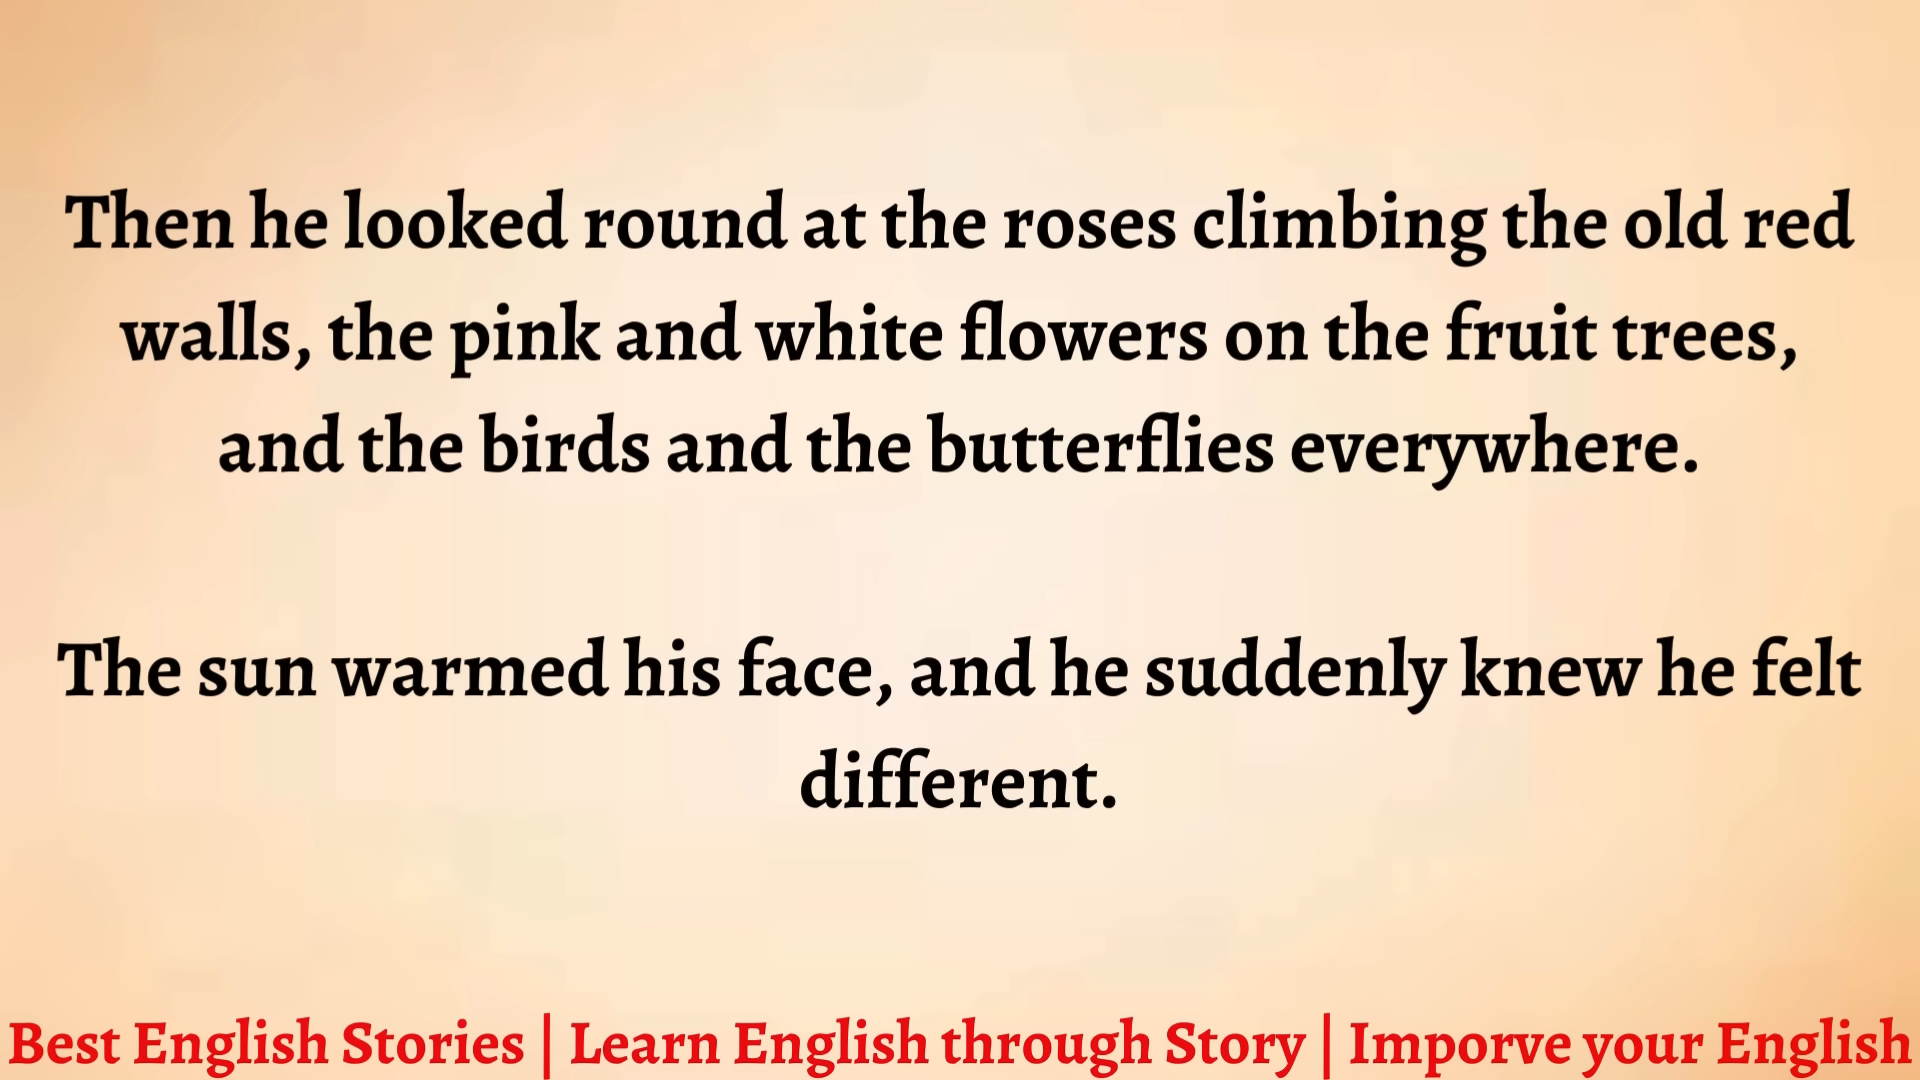 Then he looked round at the roses climbing the old red
walls, the pink and white flowers on the fruit trees,
and the birds and the butterflies everywhere.
The sun warmed his face, and he suddenly knew he felt
different.
Best English Stories | Learn English through Story | Imporve your English